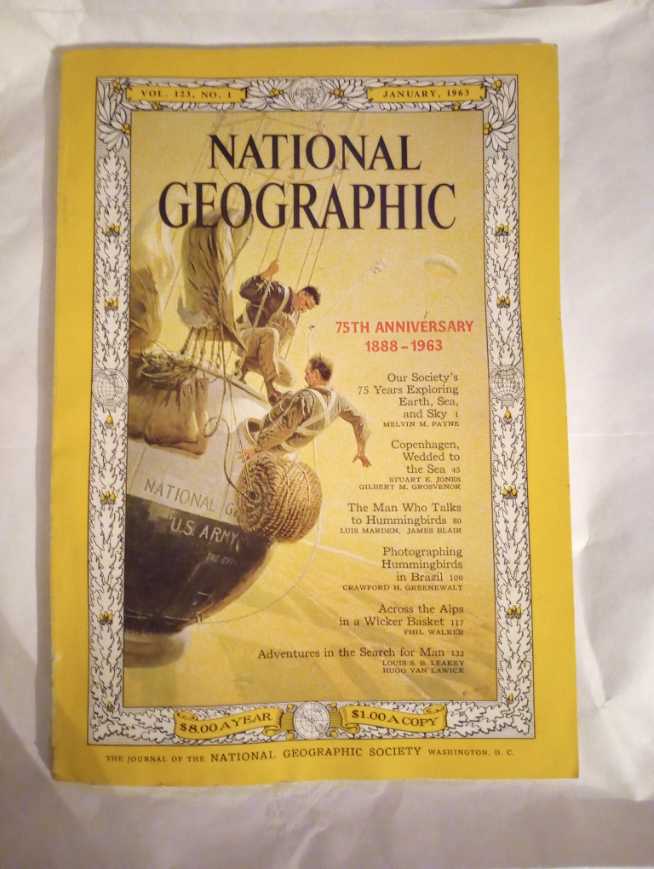 VOL. 123, NO. 1
JANUARY, 1963
NATIONAL
GEOGRAPHIC
75TH ANNIVERSARY
1888-1963
Our Society's
75 Years Exploring
Earth, Sea,
and Sky 1
MELVIN M. PAYNE
Copenhagen,
Wedded to
the Sea 45
STUART E. JONES
GILBERT M. GROSVENOR
The Man Who Talks
to Hummingbirds 80
LUIS MARDEN, JAMES BLAIR
Photographing
Hummingbirds
in Brazil 100
CRAWFORD H. GREENEWALT
Across the Alps
in a Wicker Basket 117
PHIL WALKER
Adventures in the Search for Man 132
LOUIS S. B. LEAKEY
HUGO VAN LAWICK
NATIONAL G
U.S. ARMY
$8.00 A YEAR
$1.00 A COPY
THE JOURNAL OF THE NATIONAL GEOGRAPHIC SOCIETY WASHINGTON, D. C.